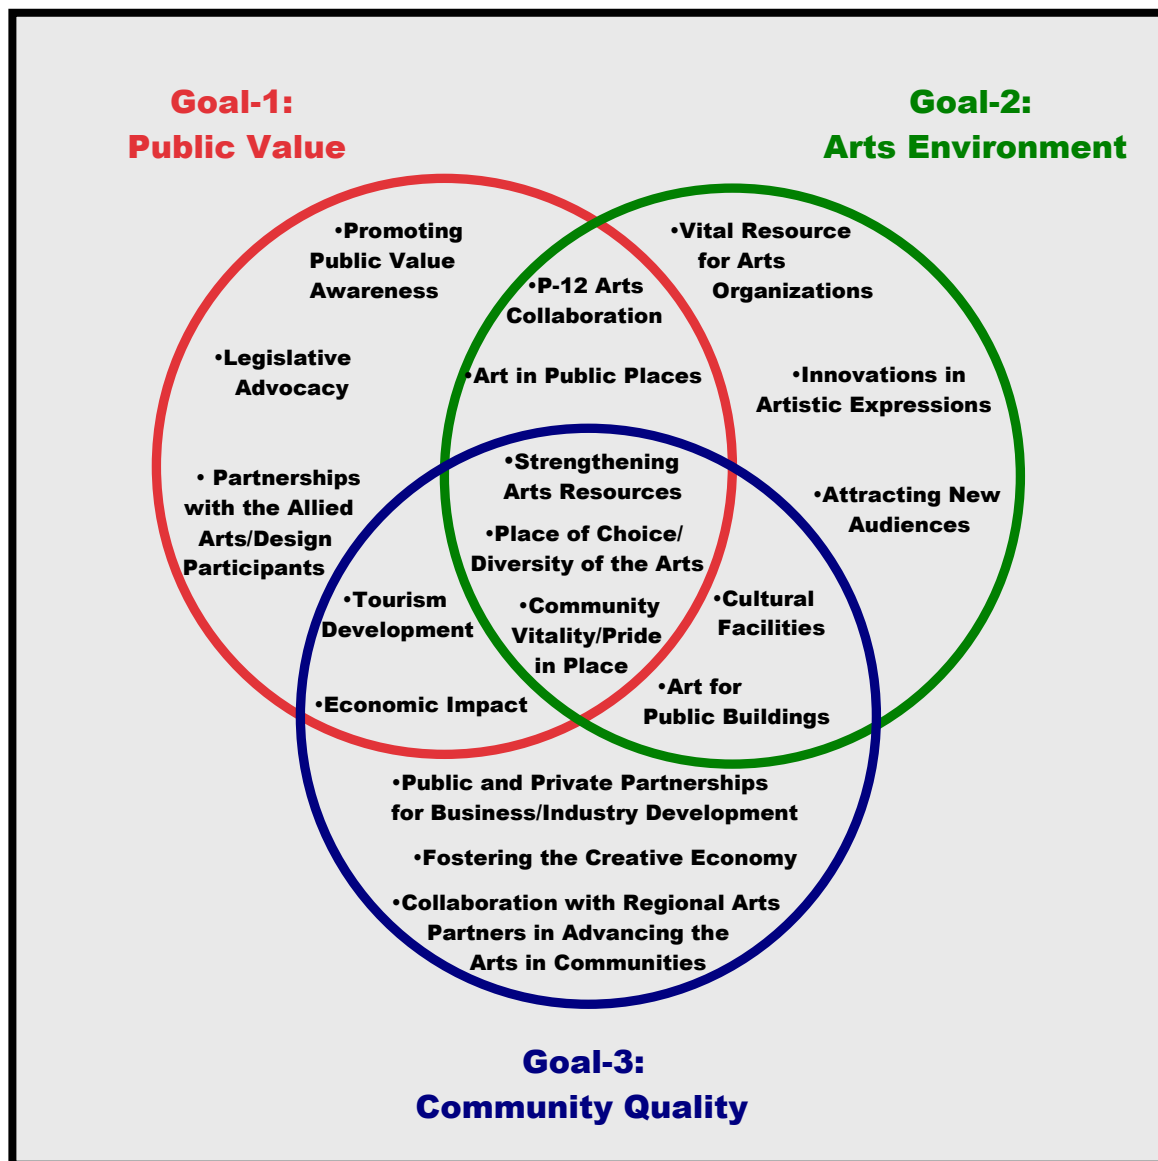 Goal-1:
Public Value
Goal-2:
Arts Environment
•Promoting
Public Value
Awareness
•Legislative
Advocacy
• Partnerships
with the Allied
Arts/Design
Participants
•P-12 Arts
Collaboration
•Art in Public Places
•Vital Resource
for Arts
Organizations
•Innovations in
Artistic Expressions
•Attracting New
Audiences
•Strengthening
Arts Resources
•Place of Choice/
Diversity of the Arts
•Community
Vitality/Pride
in Place
•Tourism
Development
•Economic Impact
•Cultural
Facilities
•Art for
Public Buildings
•Public and Private Partnerships
for Business/Industry Development
•Fostering the Creative Economy
•Collaboration with Regional Arts
Partners in Advancing the
Arts in Communities
Goal-3:
Community Quality